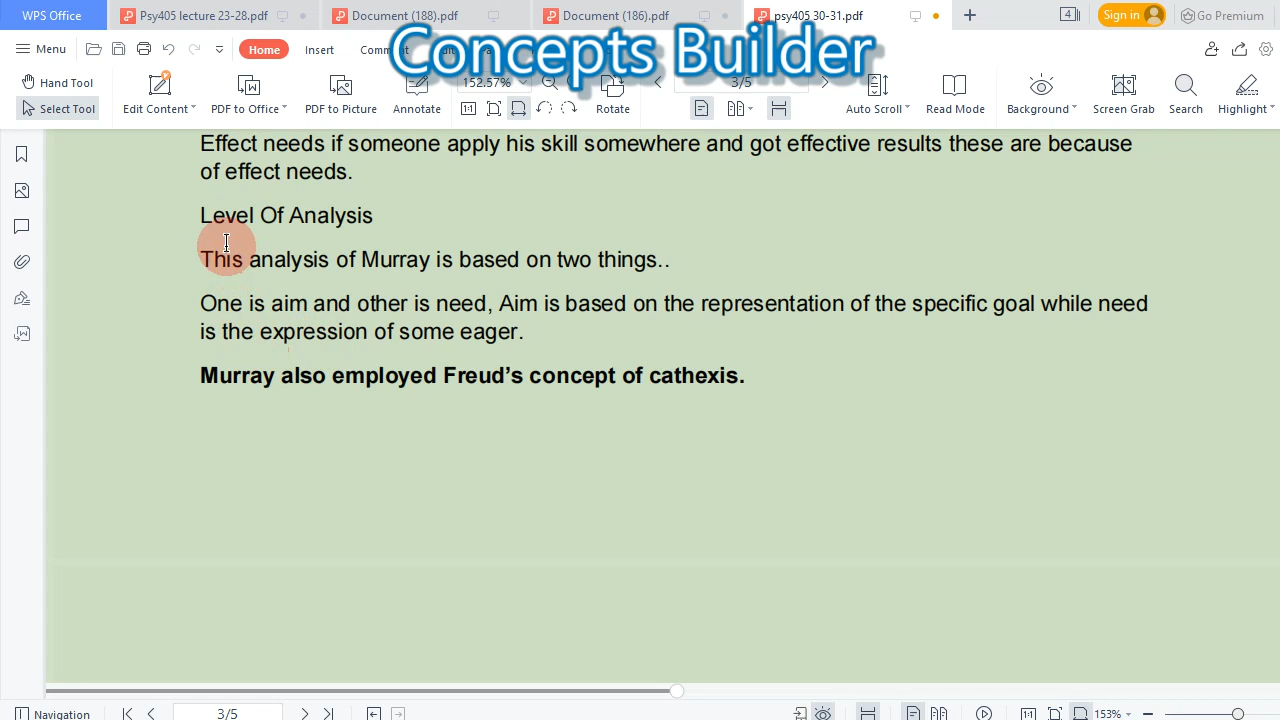 WPS Office
Psy405 lecture 23-28.pdf
Document (188).pdf
Document (186).pdf
psy405 30-31.pdf
4
Sign in
Go Premium
Menu
Home
Insert
Comm
Concepts Builder
Hand Tool
Select Tool
Edit Content
PDF to Office
PDF to Picture
Annotate
152.57%
1:1
Rotate
3/5
Auto Scroll
Read Mode
Background
Screen Grab
Search
Highlight
Effect needs if someone apply his skill somewhere and got effective results these are because
of effect needs.
Level Of Analysis
This analysis of Murray is based on two things..
One is aim and other is need, Aim is based on the representation of the specific goal while need
is the expression of some eager.
Murray also employed Freud’s concept of cathexis.
Navigation
3/5
1:1
153%